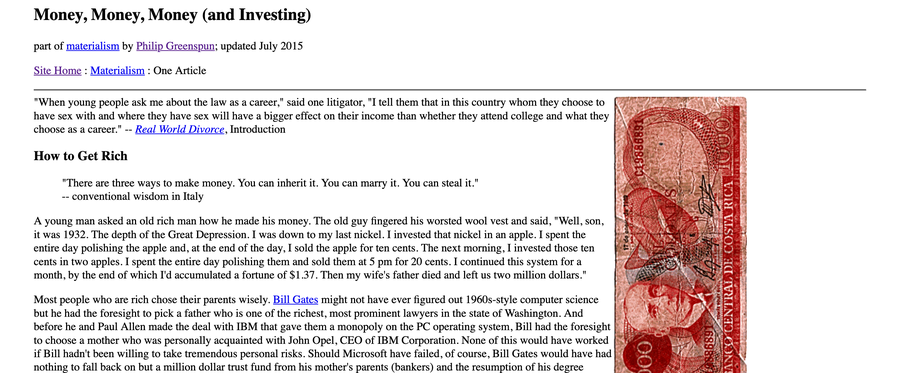 Money, Money, Money (and Investing)
part of materialism by Philip Greenspun; updated July 2015
Site Home : Materialism : One Article
"When young people ask me about the law as a career," said one litigator, "I tell them that in this country whom they choose to
have sex with and where they have sex will have a bigger effect on their income than whether they attend college and what they
choose as a career." -- Real World Divorce, Introduction
How to Get Rich
"There are three ways to make money. You can inherit it. You can marry it. You can steal it."
-- conventional wisdom in Italy
A young man asked an old rich man how he made his money. The old guy fingered his worsted wool vest and said, "Well, son,
it was 1932. The depth of the Great Depression. I was down to my last nickel. I invested that nickel in an apple. I spent the
entire day polishing the apple and, at the end of the day, I sold the apple for ten cents. The next morning, I invested those ten
cents in two apples. I spent the entire day polishing them and sold them at 5 pm for 20 cents. I continued this system for a
month, by the end of which I'd accumulated a fortune of $1.37. Then my wife's father died and left us two million dollars."
Most people who are rich chose their parents wisely. Bill Gates might not have ever figured out 1960s-style computer science
but he had the foresight to pick a father who is one of the richest, most prominent lawyers in the state of Washington. And
before he and Paul Allen made the deal with IBM that gave them a monopoly on the PC operating system, Bill had the foresight
to choose a mother who was personally acquainted with John Opel, CEO of IBM Corporation. None of this would have worked
if Bill hadn't been willing to take tremendous personal risks. Should Microsoft have failed, of course, Bill Gates would have had
nothing to fall back on but a million dollar trust fund from his mother's parents (bankers) and the resumption of his degree
CENTRAL DE COSTA RICA